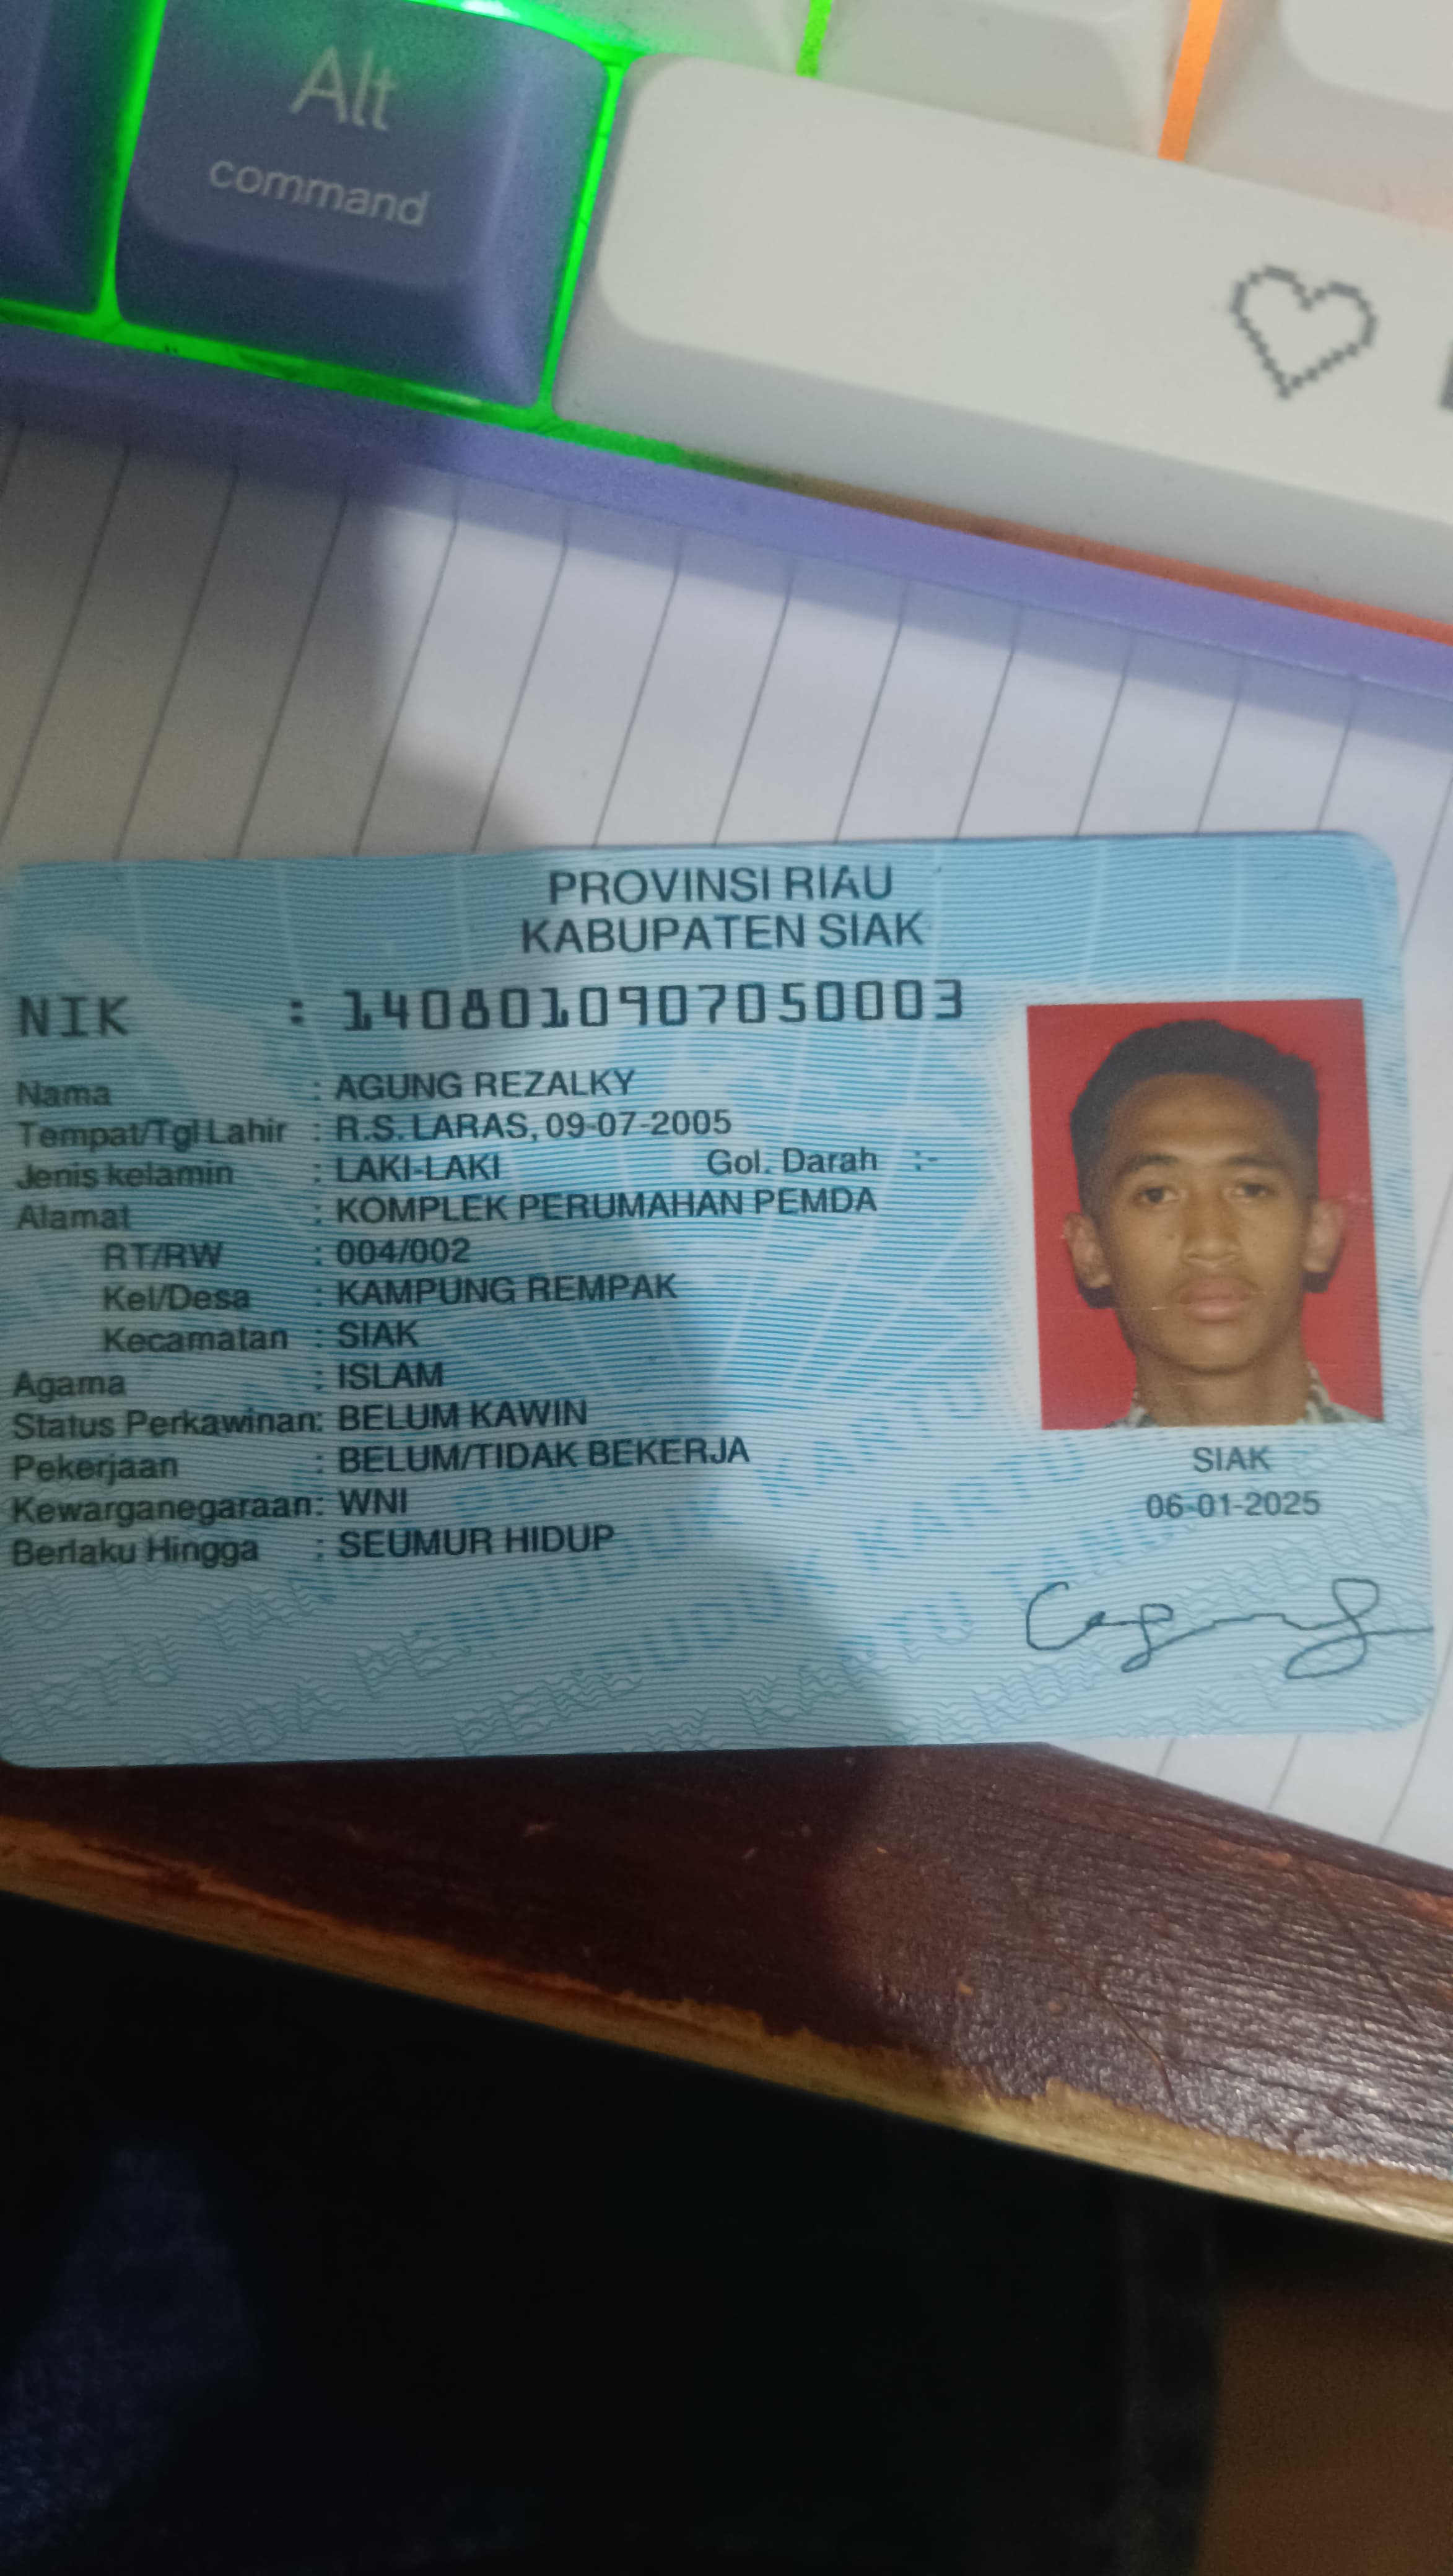 Alt
command
PROVINSI RIAU
KABUPATEN SIAK
NIK : 1408010907050003
Nama : AGUNG REZALKY
Tempat/Tgl Lahir : R.S. LARAS, 09-07-2005
Jenis kelamin : LAKI-LAKI Gol. Darah :-
Alamat : KOMPLEK PERUMAHAN PEMDA
RT/RW : 004/002
Kel/Desa : KAMPUNG REMPAK
Kecamatan : SIAK
Agama : ISLAM
Status Perkawinan: BELUM KAWIN
Pekerjaan : BELUM/TIDAK BEKERJA
Kewarganegaraan: WNI
Berlaku Hingga : SEUMUR HIDUP
SIAK
06-01-2025